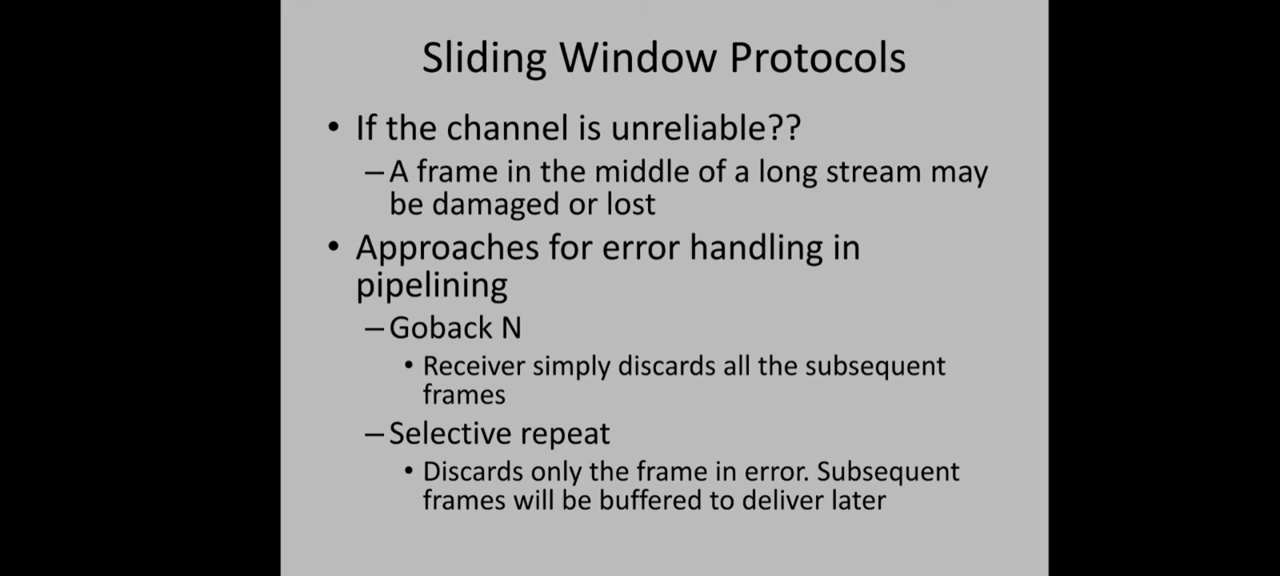 Sliding Window Protocols
• If the channel is unreliable??
– A frame in the middle of a long stream may
be damaged or lost
• Approaches for error handling in
pipelining
– Goback N
• Receiver simply discards all the subsequent
frames
– Selective repeat
• Discards only the frame in error. Subsequent
frames will be buffered to deliver later